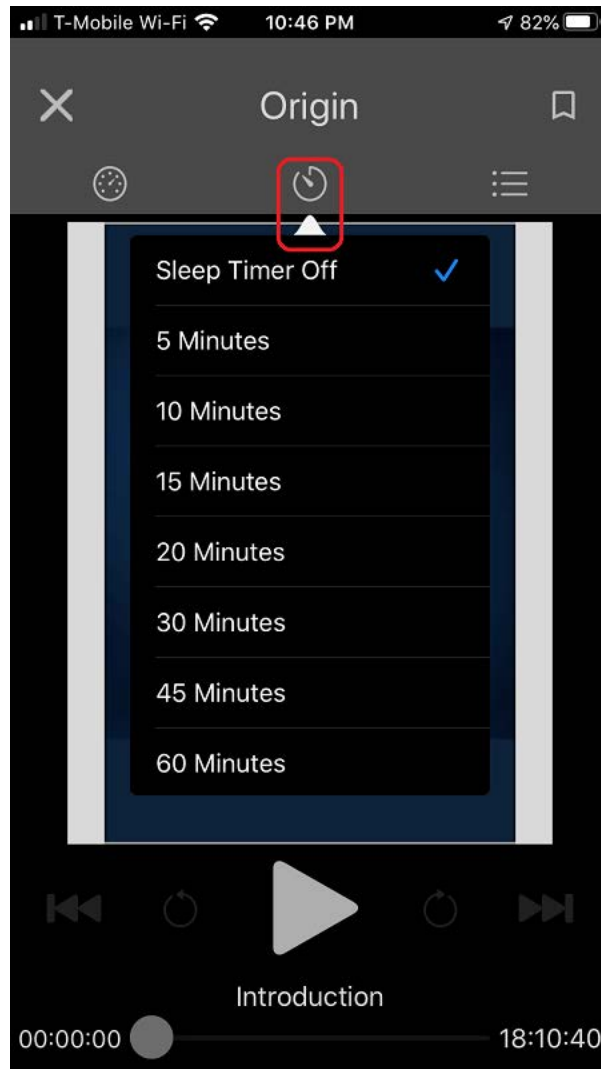 T-Mobile Wi-Fi 10:46 PM 82%
Origin
Sleep Timer Off
5 Minutes
10 Minutes
15 Minutes
20 Minutes
30 Minutes
45 Minutes
60 Minutes
Introduction
00:00:00 18:10:40